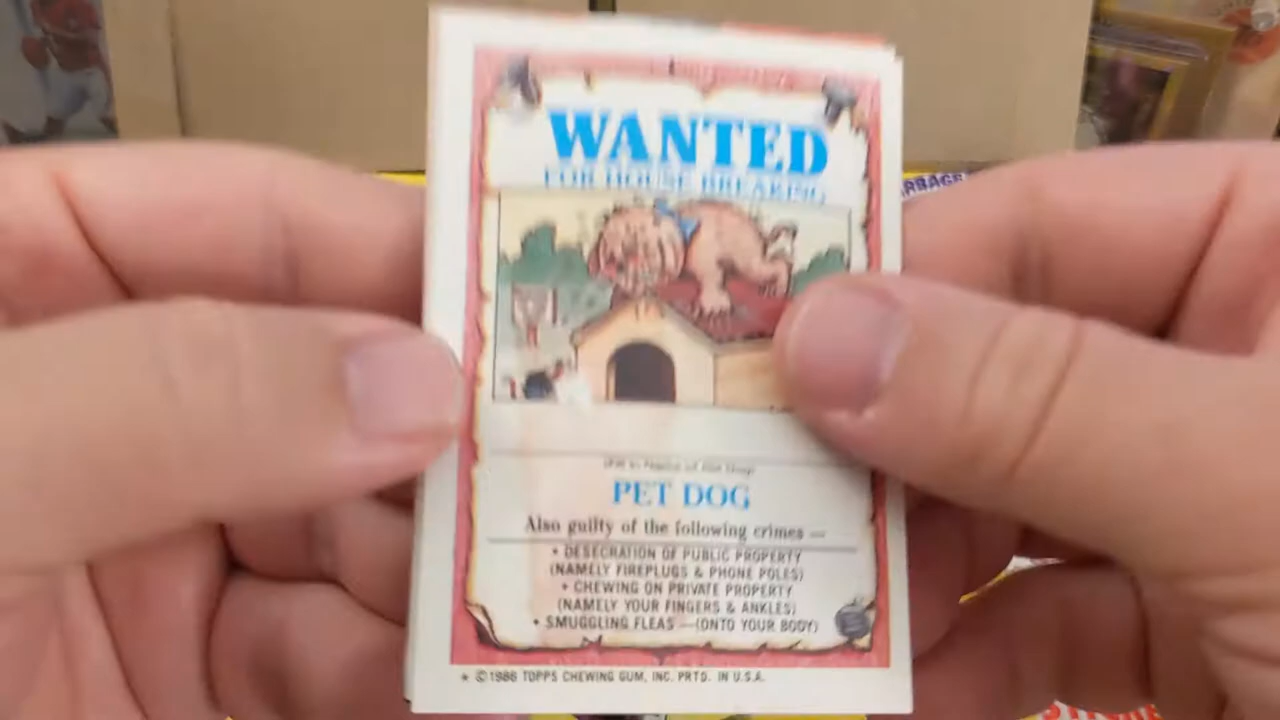 WANTED
FOR HOUSE BREAKING
PET DOG
Also guilty of the following crimes —
• DESECRATION OF PUBLIC PROPERTY
(NAMELY FIREPLUGS & PHONE POLES)
• CHEWING ON PRIVATE PROPERTY
(NAMELY YOUR FINGERS & ANKLES)
• SMUGGLING FLEAS —(ONTO YOUR BODY)
* ©1986 TOPPS CHEWING GUM, INC. PRTD. IN U.S.A.